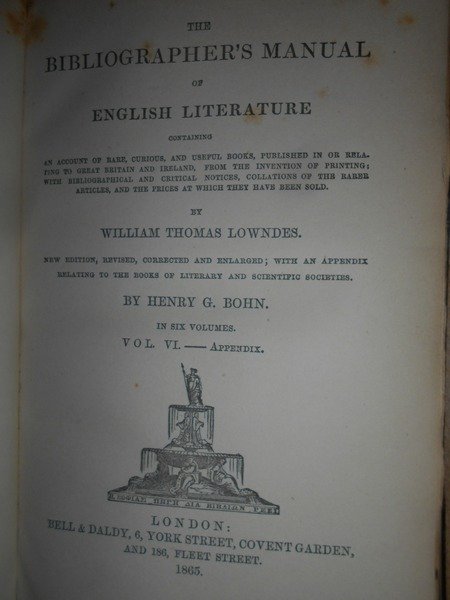 THE
BIBLIOGRAPHER'S MANUAL
OF
ENGLISH LITERATURE
CONTAINING
AN ACCOUNT OF RARE, CURIOUS, AND USEFUL BOOKS, PUBLISHED IN OR RELA-
TING TO GREAT BRITAIN AND IRELAND, FROM THE INVENTION OF PRINTING;
WITH BIBLIOGRAPHICAL AND CRITICAL NOTICES, COLLATIONS OF THE RARER
ARTICLES, AND THE PRICES AT WHICH THEY HAVE BEEN SOLD.
BY
WILLIAM THOMAS LOWNDES.
NEW EDITION, REVISED, CORRECTED AND ENLARGED; WITH AN APPENDIX
RELATING TO THE BOOKS OF LITERARY AND SCIENTIFIC SOCIETIES.
BY HENRY G. BOHN.
IN SIX VOLUMES.
VOL. VI. — APPENDIX.
LONDON:
BELL & DALDY, 6, YORK STREET, COVENT GARDEN,
AND 186, FLEET STREET.
1865.